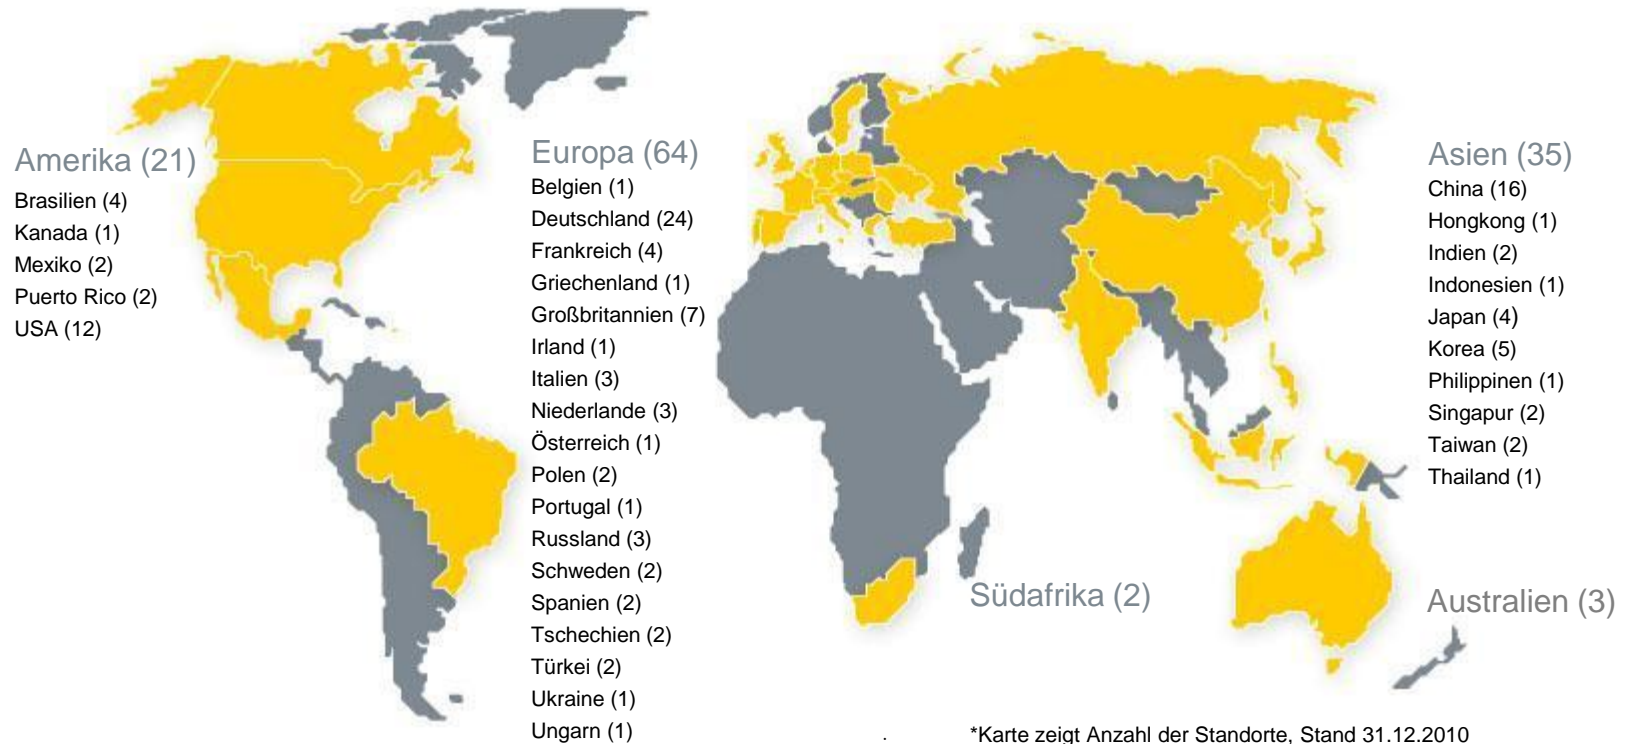 Amerika (21)
Brasilien (4)
Kanada (1)
Mexiko (2)
Puerto Rico (2)
USA (12)
Europa (64)
Belgien (1)
Deutschland (24)
Frankreich (4)
Griechenland (1)
Großbritannien (7)
Irland (1)
Italien (3)
Niederlande (3)
Österreich (1)
Polen (2)
Portugal (1)
Russland (3)
Schweden (2)
Spanien (2)
Tschechien (2)
Türkei (2)
Ukraine (1)
Ungarn (1)
Asien (35)
China (16)
Hongkong (1)
Indien (2)
Indonesien (1)
Japan (4)
Korea (5)
Philippinen (1)
Singapur (2)
Taiwan (2)
Thailand (1)
Südafrika (2)
Australien (3)
.
*Karte zeigt Anzahl der Standorte, Stand 31.12.2010